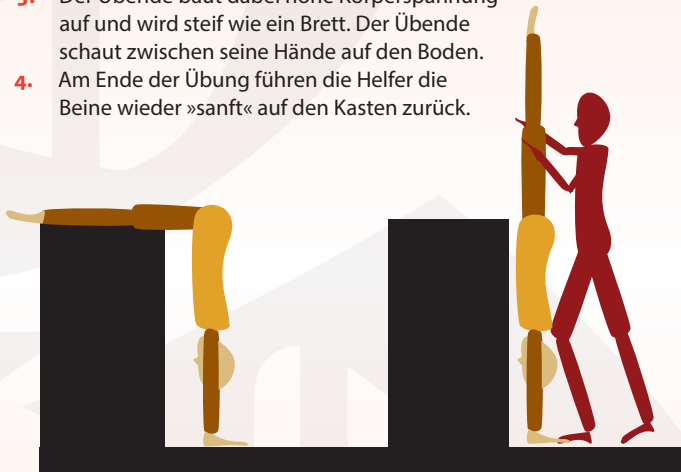 3. Der Übende baut dabei hohe Körperspannung
auf und wird steif wie ein Brett. Der Übende
schaut zwischen seine Hände auf den Boden.
4. Am Ende der Übung führen die Helfer die
Beine wieder »sanft« auf den Kasten zurück.